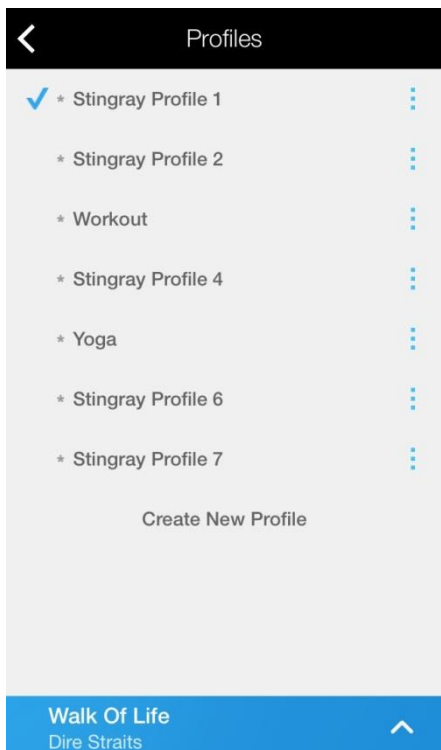 Profiles
* Stingray Profile 1
* Stingray Profile 2
* Workout
* Stingray Profile 4
* Yoga
* Stingray Profile 6
* Stingray Profile 7
Create New Profile
Walk Of Life
Dire Straits